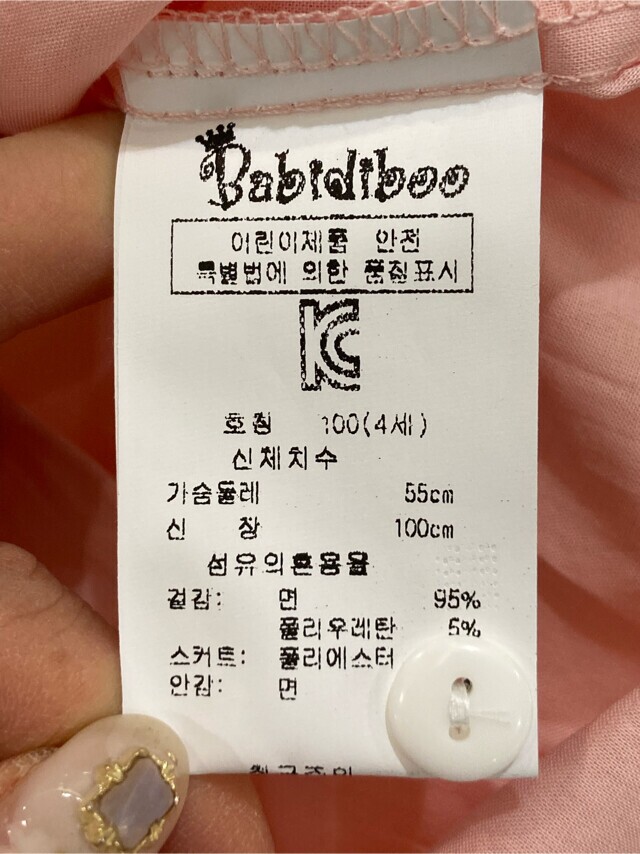 Babidiboo
어린이제품 안전
특별법에 의한 품질표시
KC
호칭 100(4세)
신체치수
가슴둘레 55cm
신 장 100cm
섬유의혼용율
겉감: 면 95%
폴리우레탄 5%
스커트: 폴리에스터
안감: 면